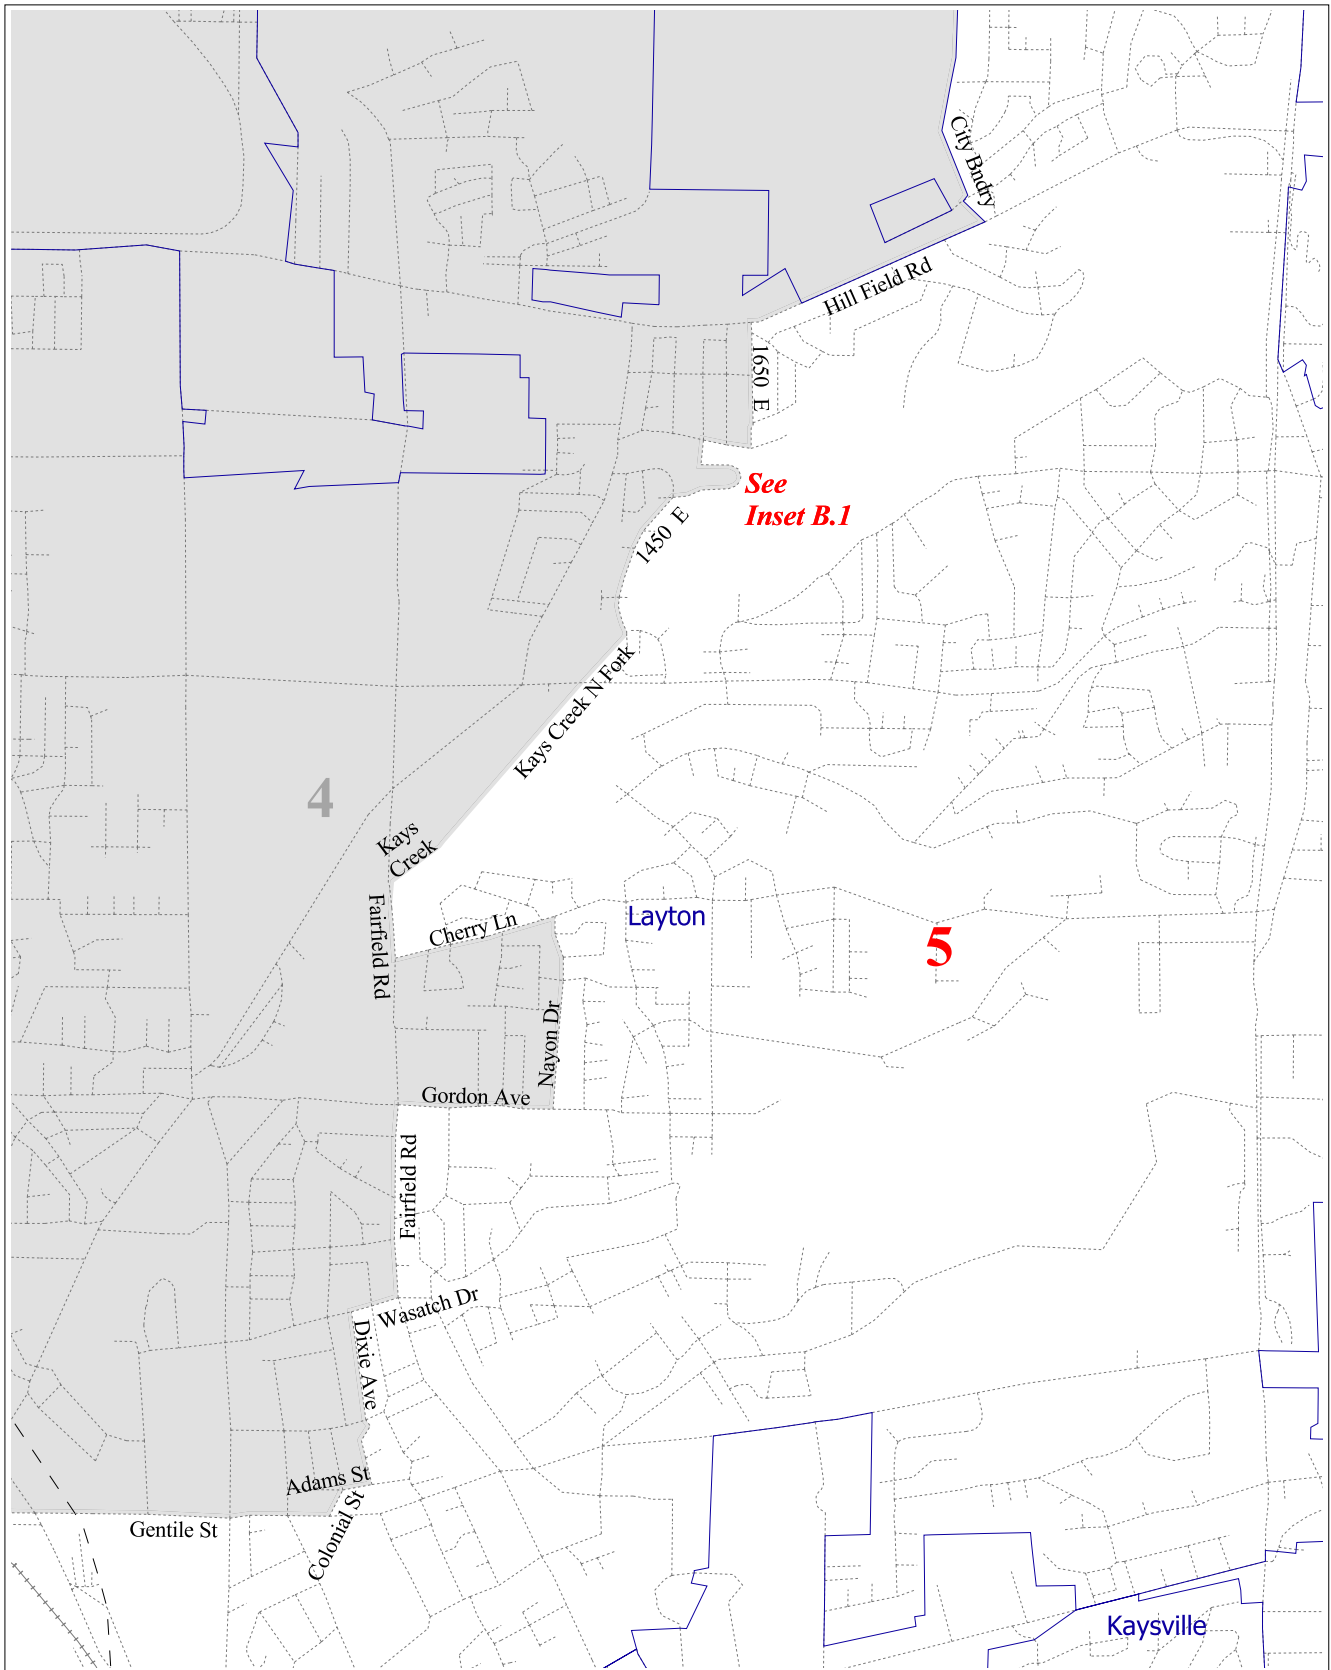 City Bndry
Hill Field Rd
1650 E
See
Inset B.1
1450 E
Kays Creek N Fork
4
Kays
Creek
Fairfield Rd
Cherry Ln
Layton
5
Nayon Dr
Gordon Ave
Fairfield Rd
Wasatch Dr
Dixie Ave
Adams St
Colonial St
Gentile St
Kaysville